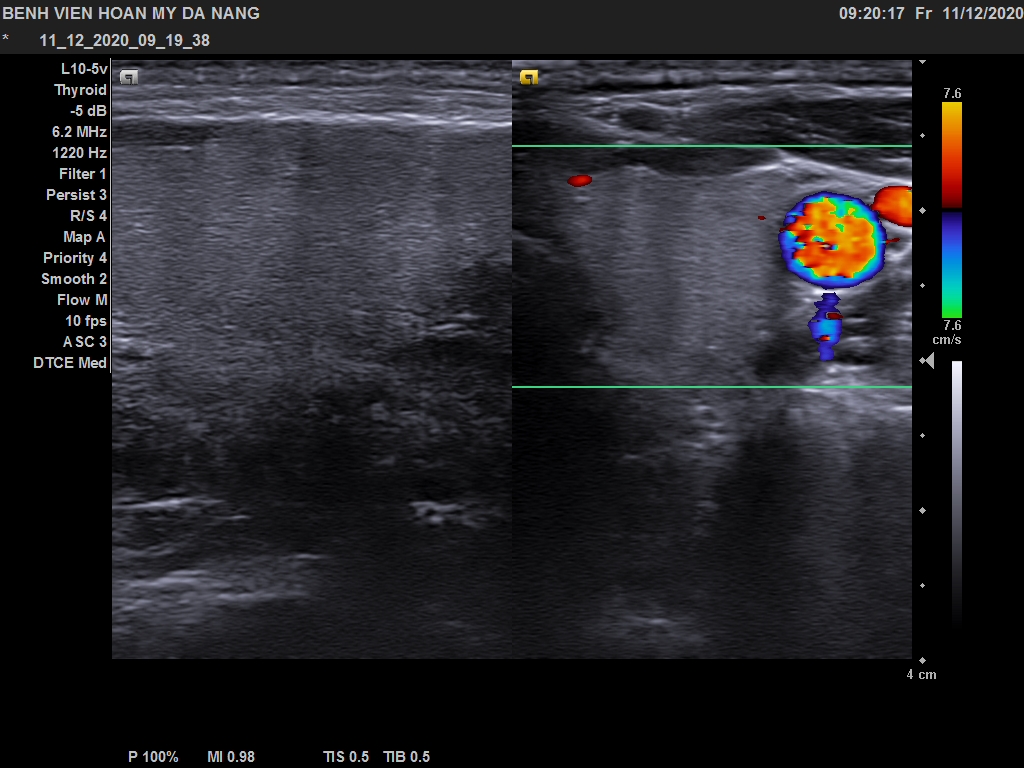 BENH VIEN HOAN MY DA NANG
09:20:17 Fr 11/12/2020
* 11_12_2020_09_19_38
L10-5v
Thyroid
-5 dB
6.2 MHz
1220 Hz
Filter 1
Persist 3
R/S 4
Map A
Priority 4
Smooth 2
Flow M
10 fps
A SC 3
DTCE Med
7.6
7.6
cm/s
4 cm
P 100% MI 0.98 TIS 0.5 TIB 0.5